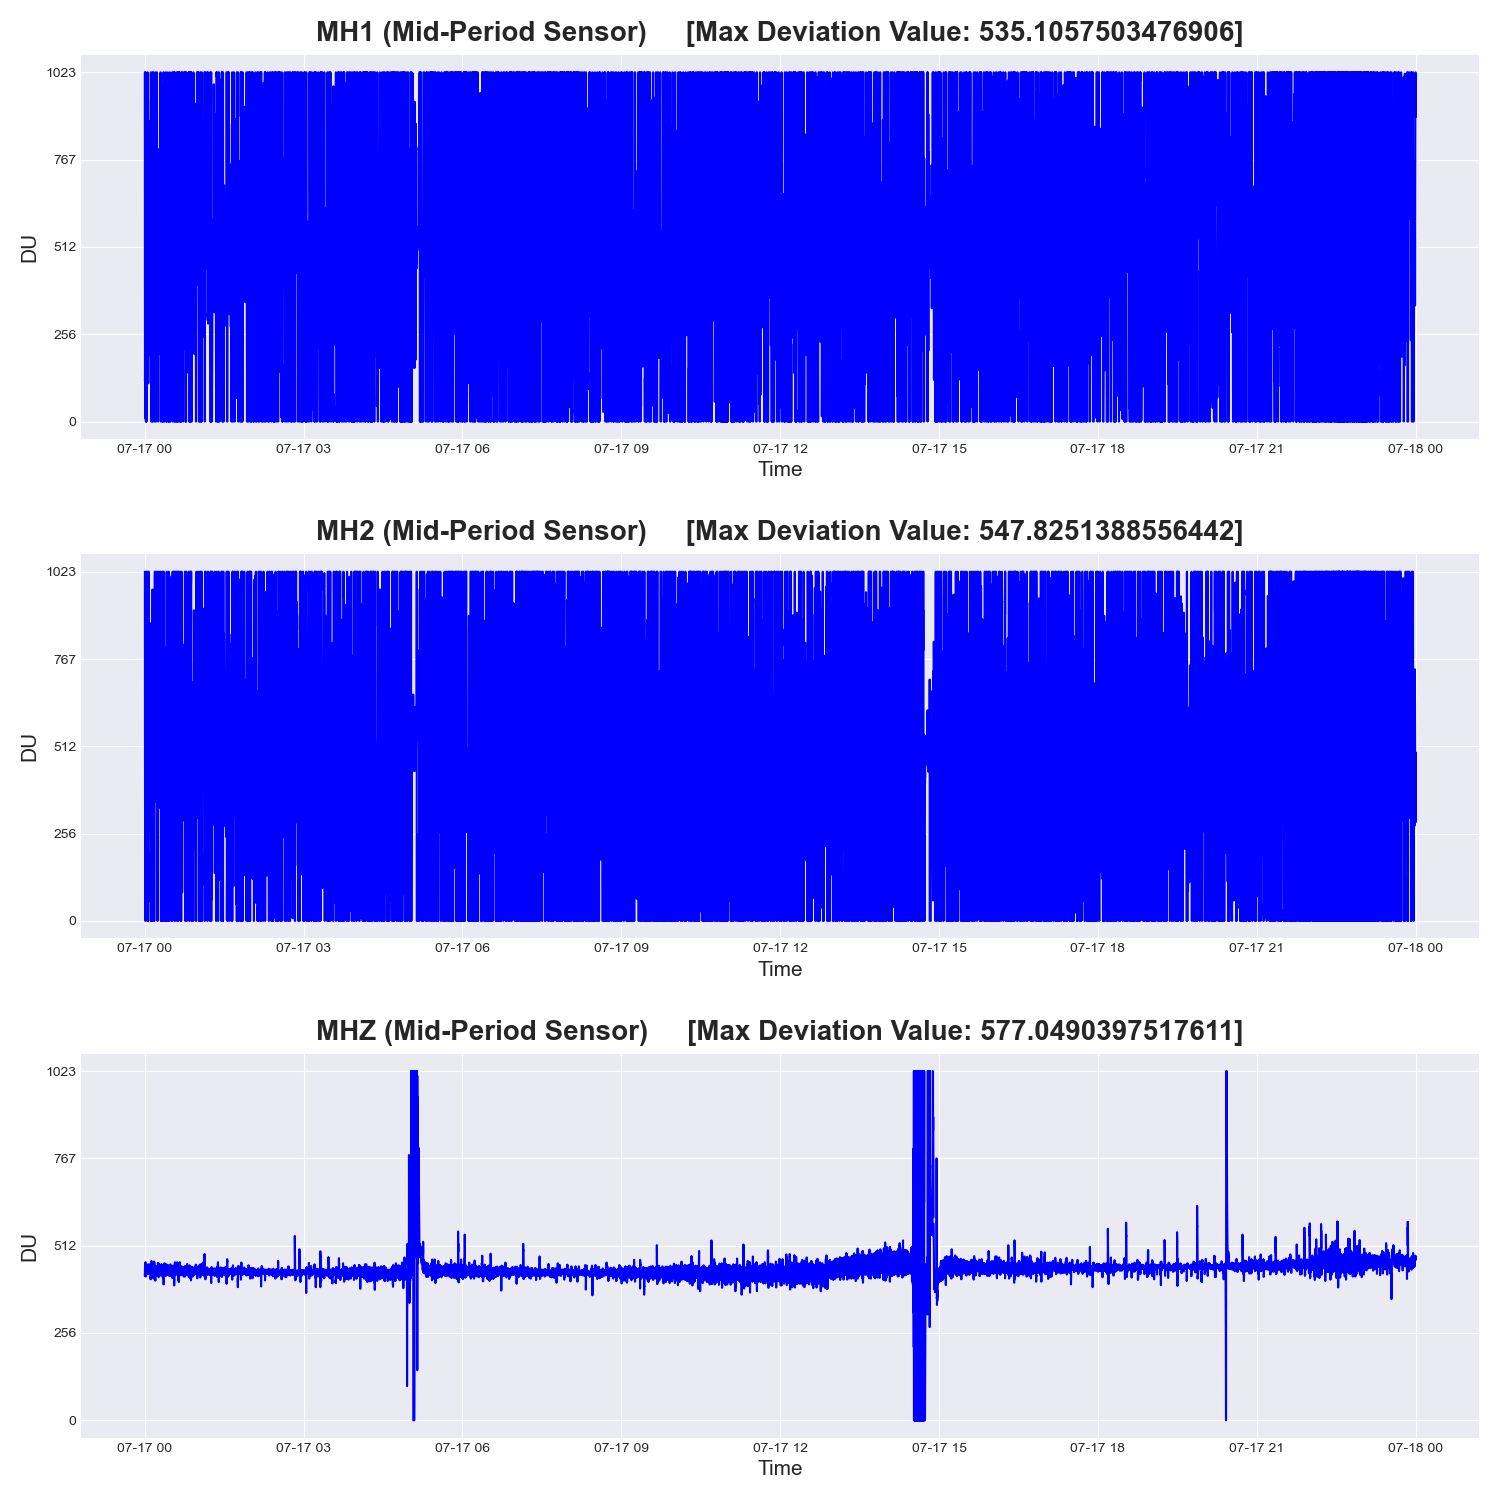 MH1 (Mid-Period Sensor) [Max Deviation Value: 535.1057503476906]
1023
767
512
256
0
DU
07-17 00 07-17 03 07-17 06 07-17 09 07-17 12 07-17 15 07-17 18 07-17 21 07-18 00
Time
MH2 (Mid-Period Sensor) [Max Deviation Value: 547.8251388556442]
1023
767
512
256
0
DU
07-17 00 07-17 03 07-17 06 07-17 09 07-17 12 07-17 15 07-17 18 07-17 21 07-18 00
Time
MHZ (Mid-Period Sensor) [Max Deviation Value: 577.0490397517611]
1023
767
512
256
0
DU
07-17 00 07-17 03 07-17 06 07-17 09 07-17 12 07-17 15 07-17 18 07-17 21 07-18 00
Time